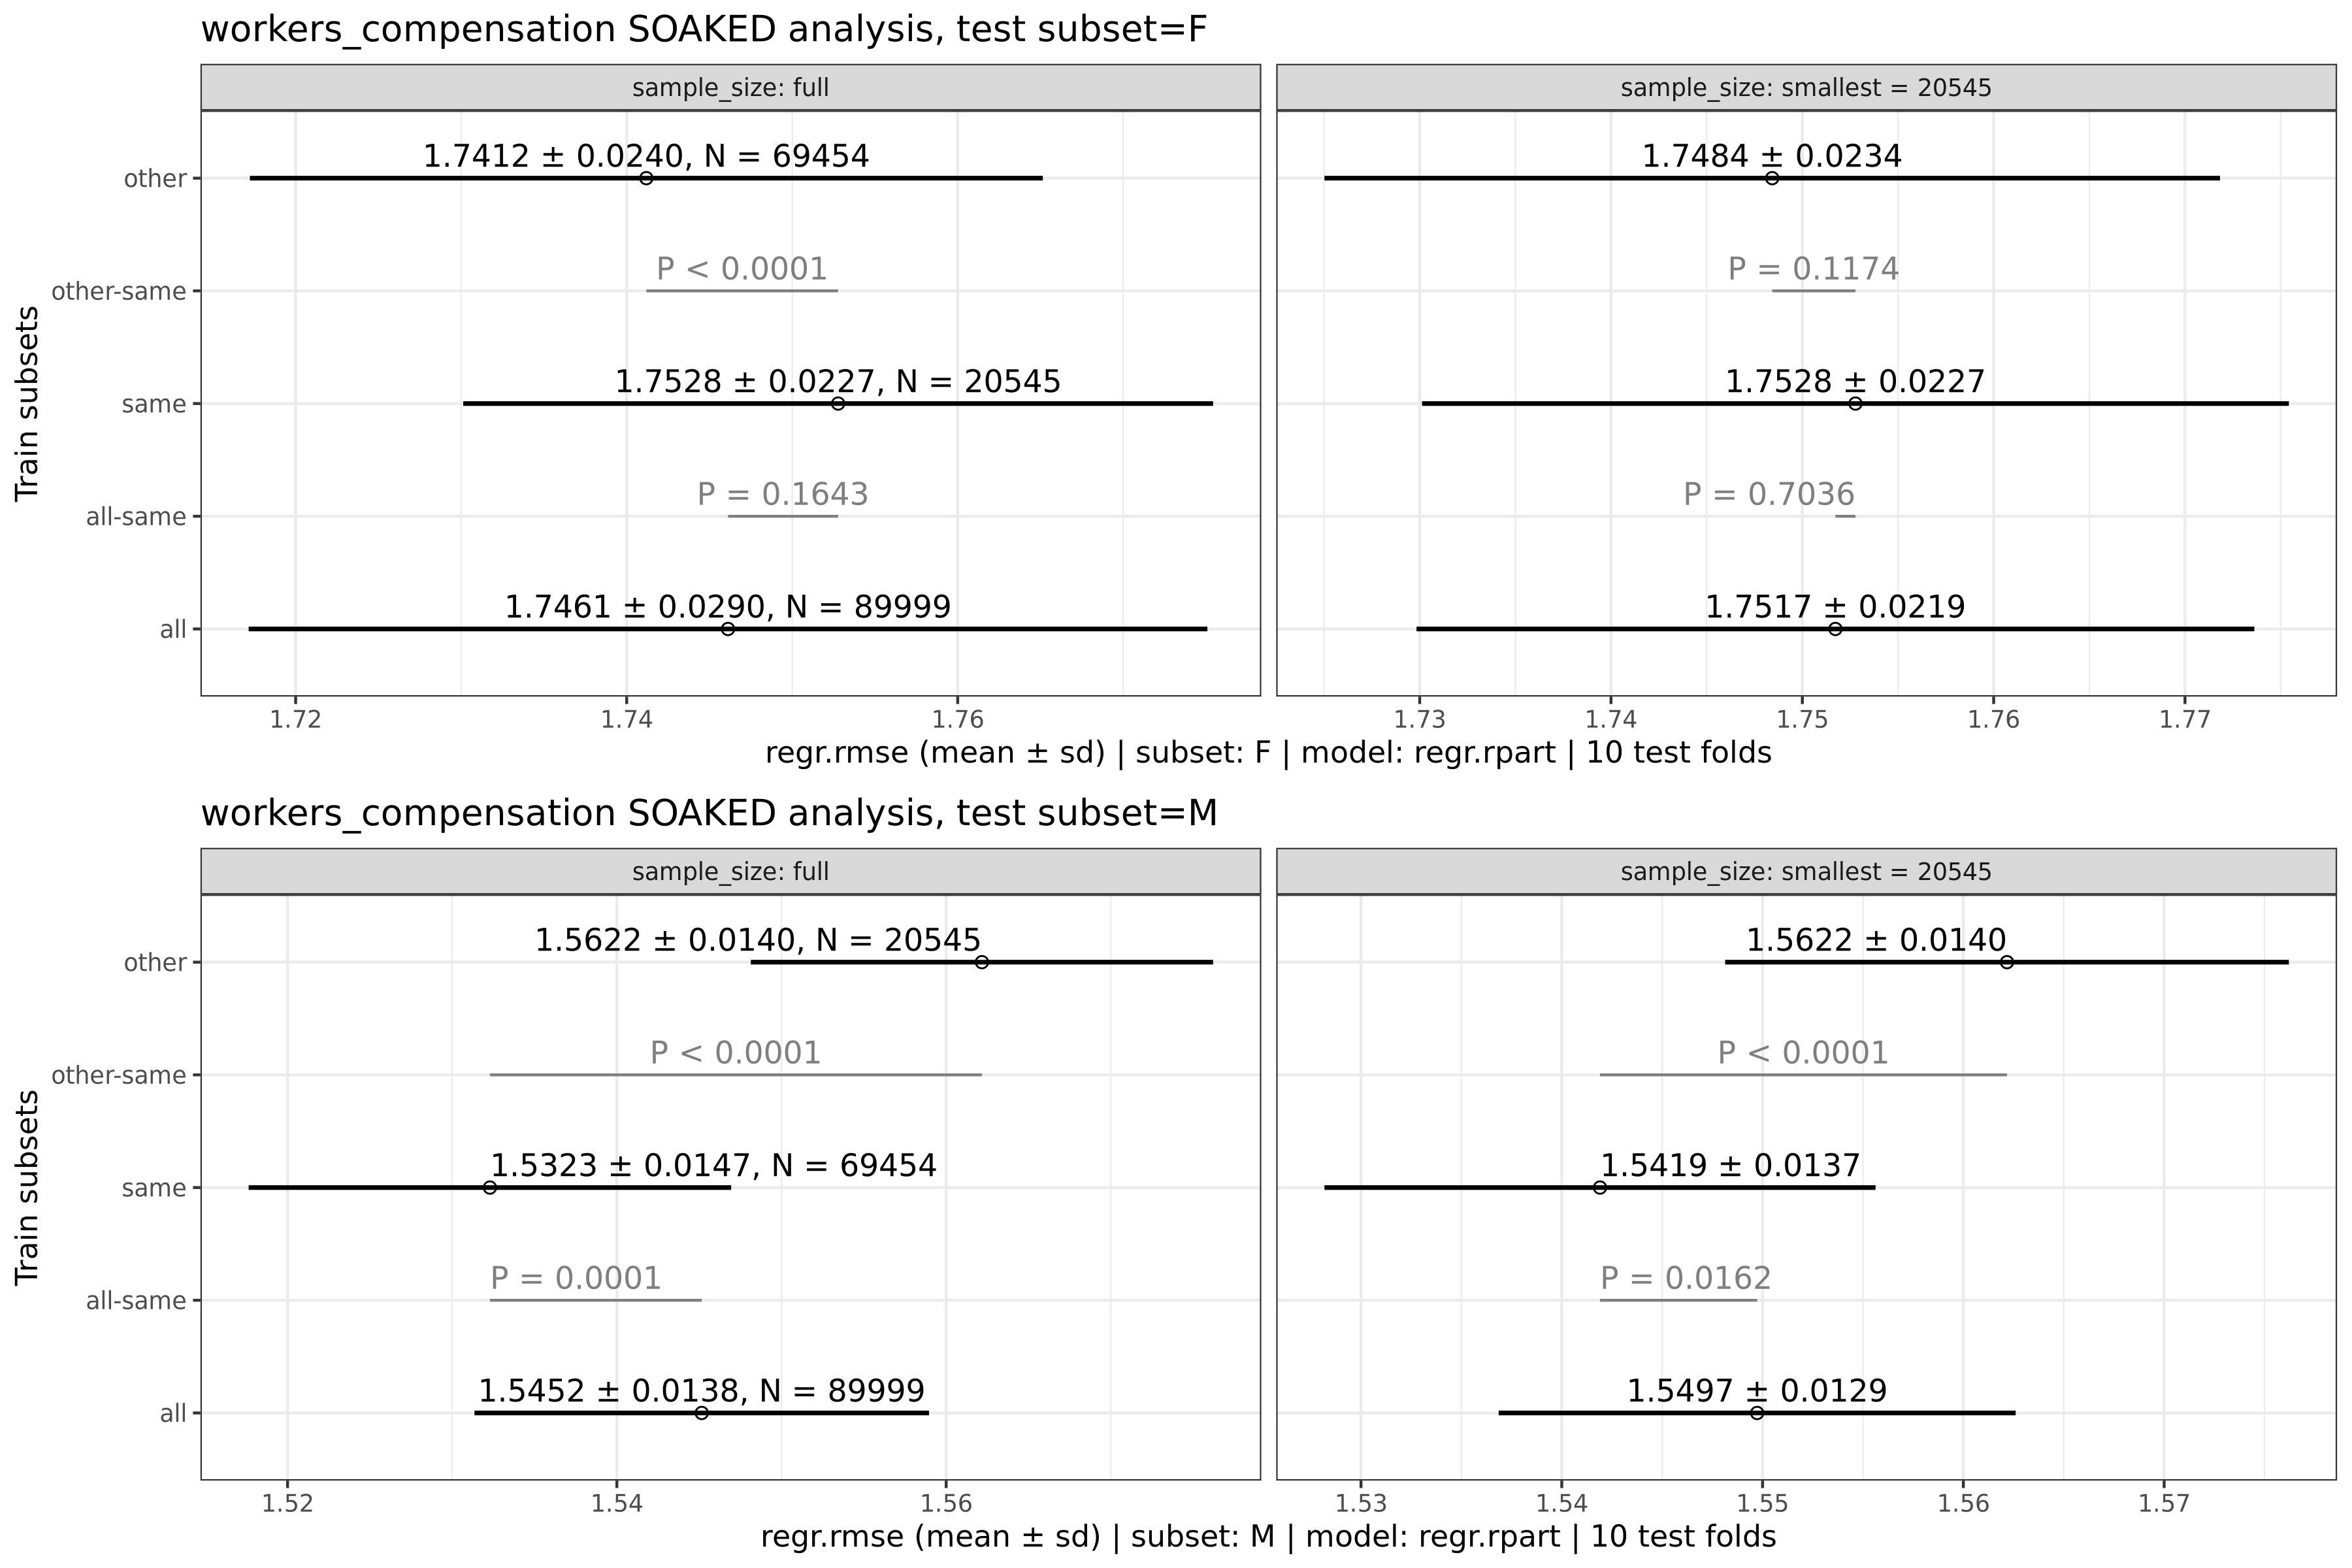 workers_compensation SOAKED analysis, test subset=F
sample_size: full
sample_size: smallest = 20545
Train subsets
other
other-same
same
all-same
all
1.7412 ± 0.0240, N = 69454
P < 0.0001
1.7528 ± 0.0227, N = 20545
P = 0.1643
1.7461 ± 0.0290, N = 89999
1.7484 ± 0.0234
P = 0.1174
1.7528 ± 0.0227
P = 0.7036
1.7517 ± 0.0219
1.72 1.74 1.76
1.73 1.74 1.75 1.76 1.77
regr.rmse (mean ± sd) | subset: F | model: regr.rpart | 10 test folds
workers_compensation SOAKED analysis, test subset=M
sample_size: full
sample_size: smallest = 20545
Train subsets
other
other-same
same
all-same
all
1.5622 ± 0.0140, N = 20545
P < 0.0001
1.5323 ± 0.0147, N = 69454
P = 0.0001
1.5452 ± 0.0138, N = 89999
1.5622 ± 0.0140
P < 0.0001
1.5419 ± 0.0137
P = 0.0162
1.5497 ± 0.0129
1.52 1.54 1.56
1.53 1.54 1.55 1.56 1.57
regr.rmse (mean ± sd) | subset: M | model: regr.rpart | 10 test folds